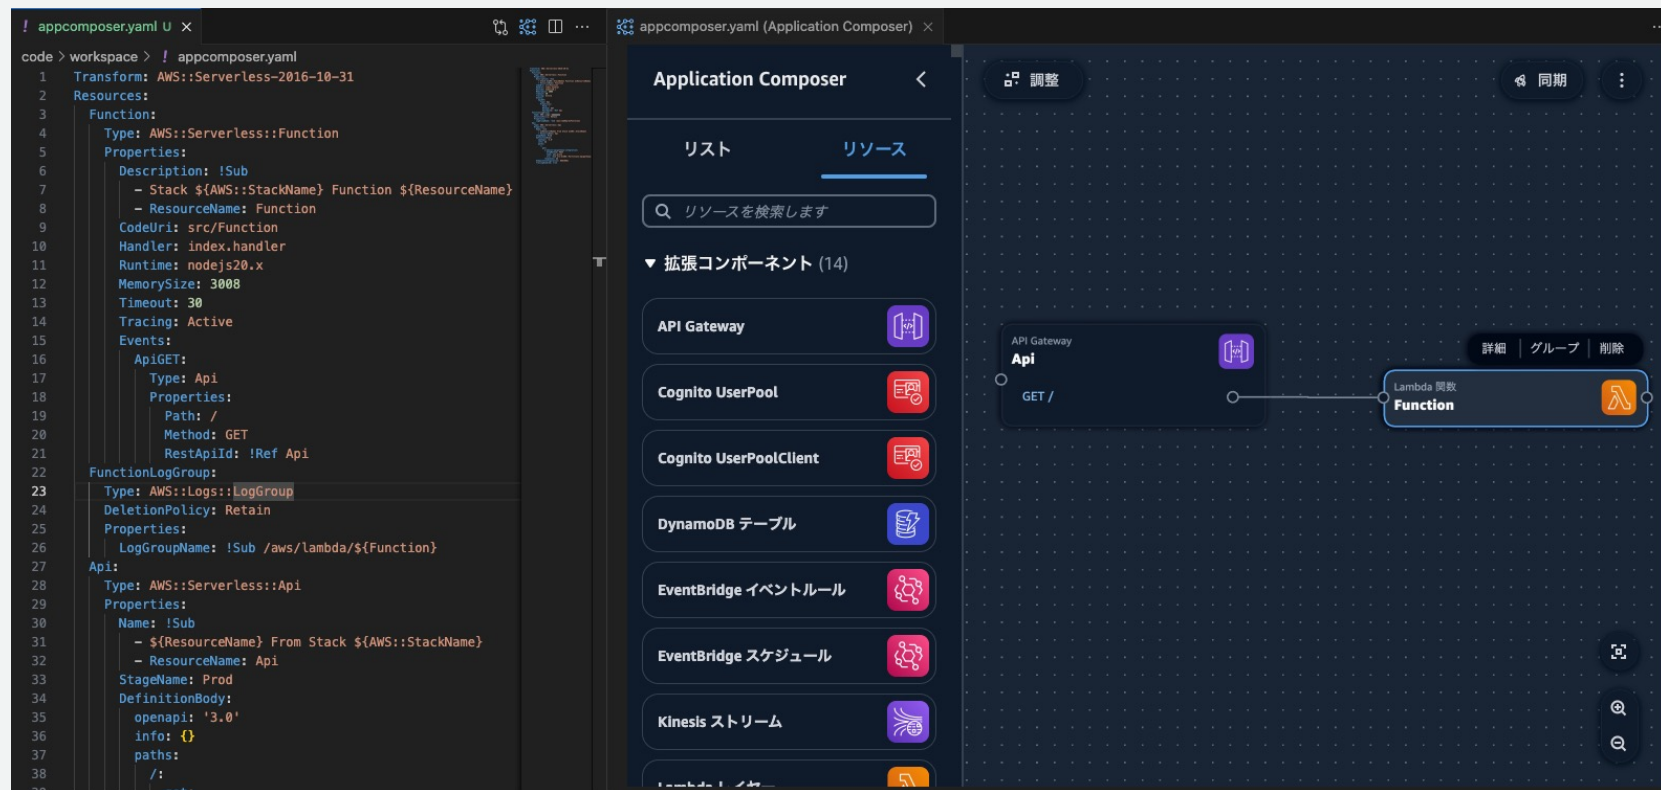 appcomposer.yaml U
code > workspace > ! appcomposer.yaml
1 Transform: AWS::Serverless-2016-10-31
2 Resources:
3 Function:
4 Type: AWS::Serverless::Function
5 Properties:
6 Description: !Sub
7 - Stack ${AWS::StackName} Function ${ResourceName}
8 - ResourceName: Function
9 CodeUri: src/Function
10 Handler: index.handler
11 Runtime: nodejs20.x
12 MemorySize: 3008
13 Timeout: 30
14 Tracing: Active
15 Events:
16 ApiGET:
17 Type: Api
18 Properties:
19 Path: /
20 Method: GET
21 RestApiId: !Ref Api
22 FunctionLogGroup:
23 Type: AWS::Logs::LogGroup
24 DeletionPolicy: Retain
25 Properties:
26 LogGroupName: !Sub /aws/lambda/${Function}
27 Api:
28 Type: AWS::Serverless::Api
29 Properties:
30 Name: !Sub
31 - ${ResourceName} From Stack ${AWS::StackName}
32 - ResourceName: Api
33 StageName: Prod
34 DefinitionBody:
35 openapi: '3.0'
36 info: {}
37 paths:
38 /:
appcomposer.yaml (Application Composer)
Application Composer
リスト
リソース
リソースを検索します
拡張コンポーネント (14)
API Gateway
Cognito UserPool
Cognito UserPoolClient
DynamoDB テーブル
EventBridge イベントルール
EventBridge スケジュール
Kinesis ストリーム
Lambda レイヤー
調整
同期
API Gateway
Api
GET /
詳細 グループ 削除
Lambda 関数
Function